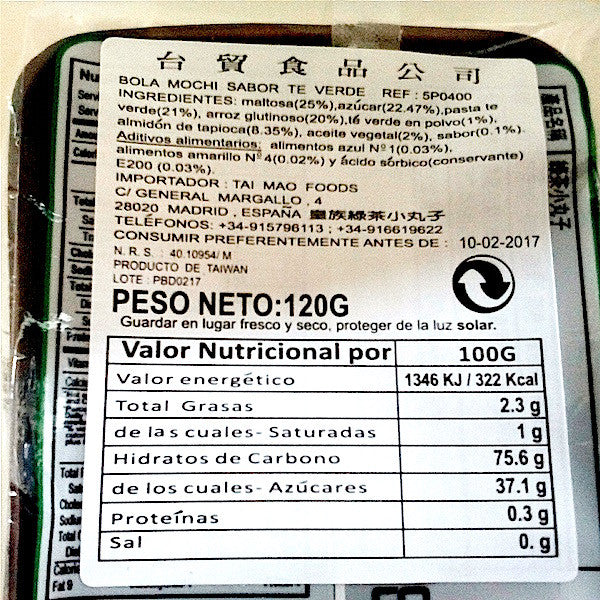 台 貿 食 品 公 司
BOLA MOCHI SABOR TE VERDE REF : 5P0400
INGREDIENTES: maltosa(25%),azúcar(22.47%),pasta te
verde(21%), arroz glutinoso(20%),té verde en polvo(1%),
almidón de tapioca(8.35%), aceite vegetal(2%), sabor(0.1%).
Aditivos alimentarios: alimentos azul Nº1(0.03%),
alimentos amarillo Nº4(0.02%) y ácido sórbico(conservante)
E200 (0.03%).
IMPORTADOR : TAI MAO FOODS
C/ GENERAL MARGALLO , 4
28020 MADRID , ESPAÑA 皇族綠茶小丸子
TELÉFONOS: +34-915796113 ; +34-916619622
CONSUMIR PREFERENTEMENTE ANTES DE : 10-02-2017
N. R. S. : 40.10954/ M
PRODUCTO DE TAIWAN
LOTE : PBD0217
PESO NETO:120G
Guardar en lugar fresco y seco, proteger de la luz solar.
Valor Nutricional por 100G
Valor energético 1346 KJ / 322 Kcal
Total Grasas 2.3 g
de las cuales- Saturadas 1 g
Hidratos de Carbono 75.6 g
de los cuales- Azúcares 37.1 g
Proteínas 0.3 g
Sal 0. g